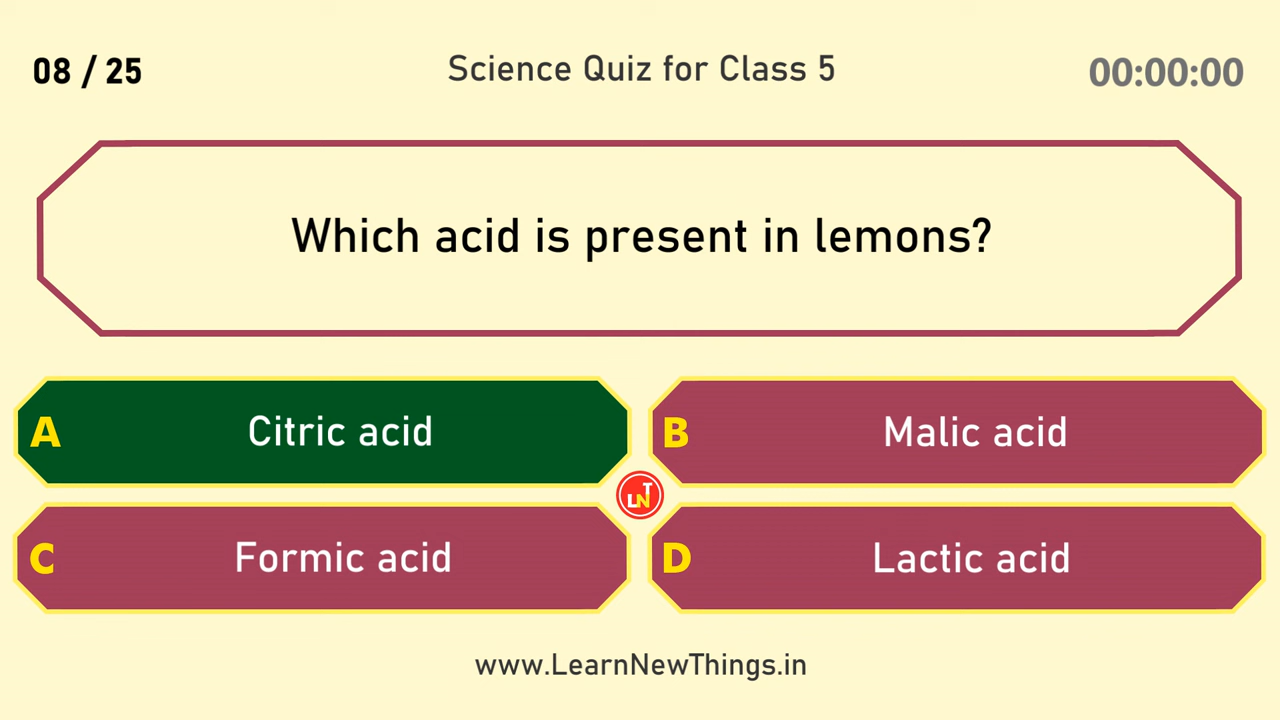 08 / 25
Science Quiz for Class 5
00:00:00
Which acid is present in lemons?
A Citric acid
B Malic acid
LNT
C Formic acid
D Lactic acid
www.LearnNewThings.in